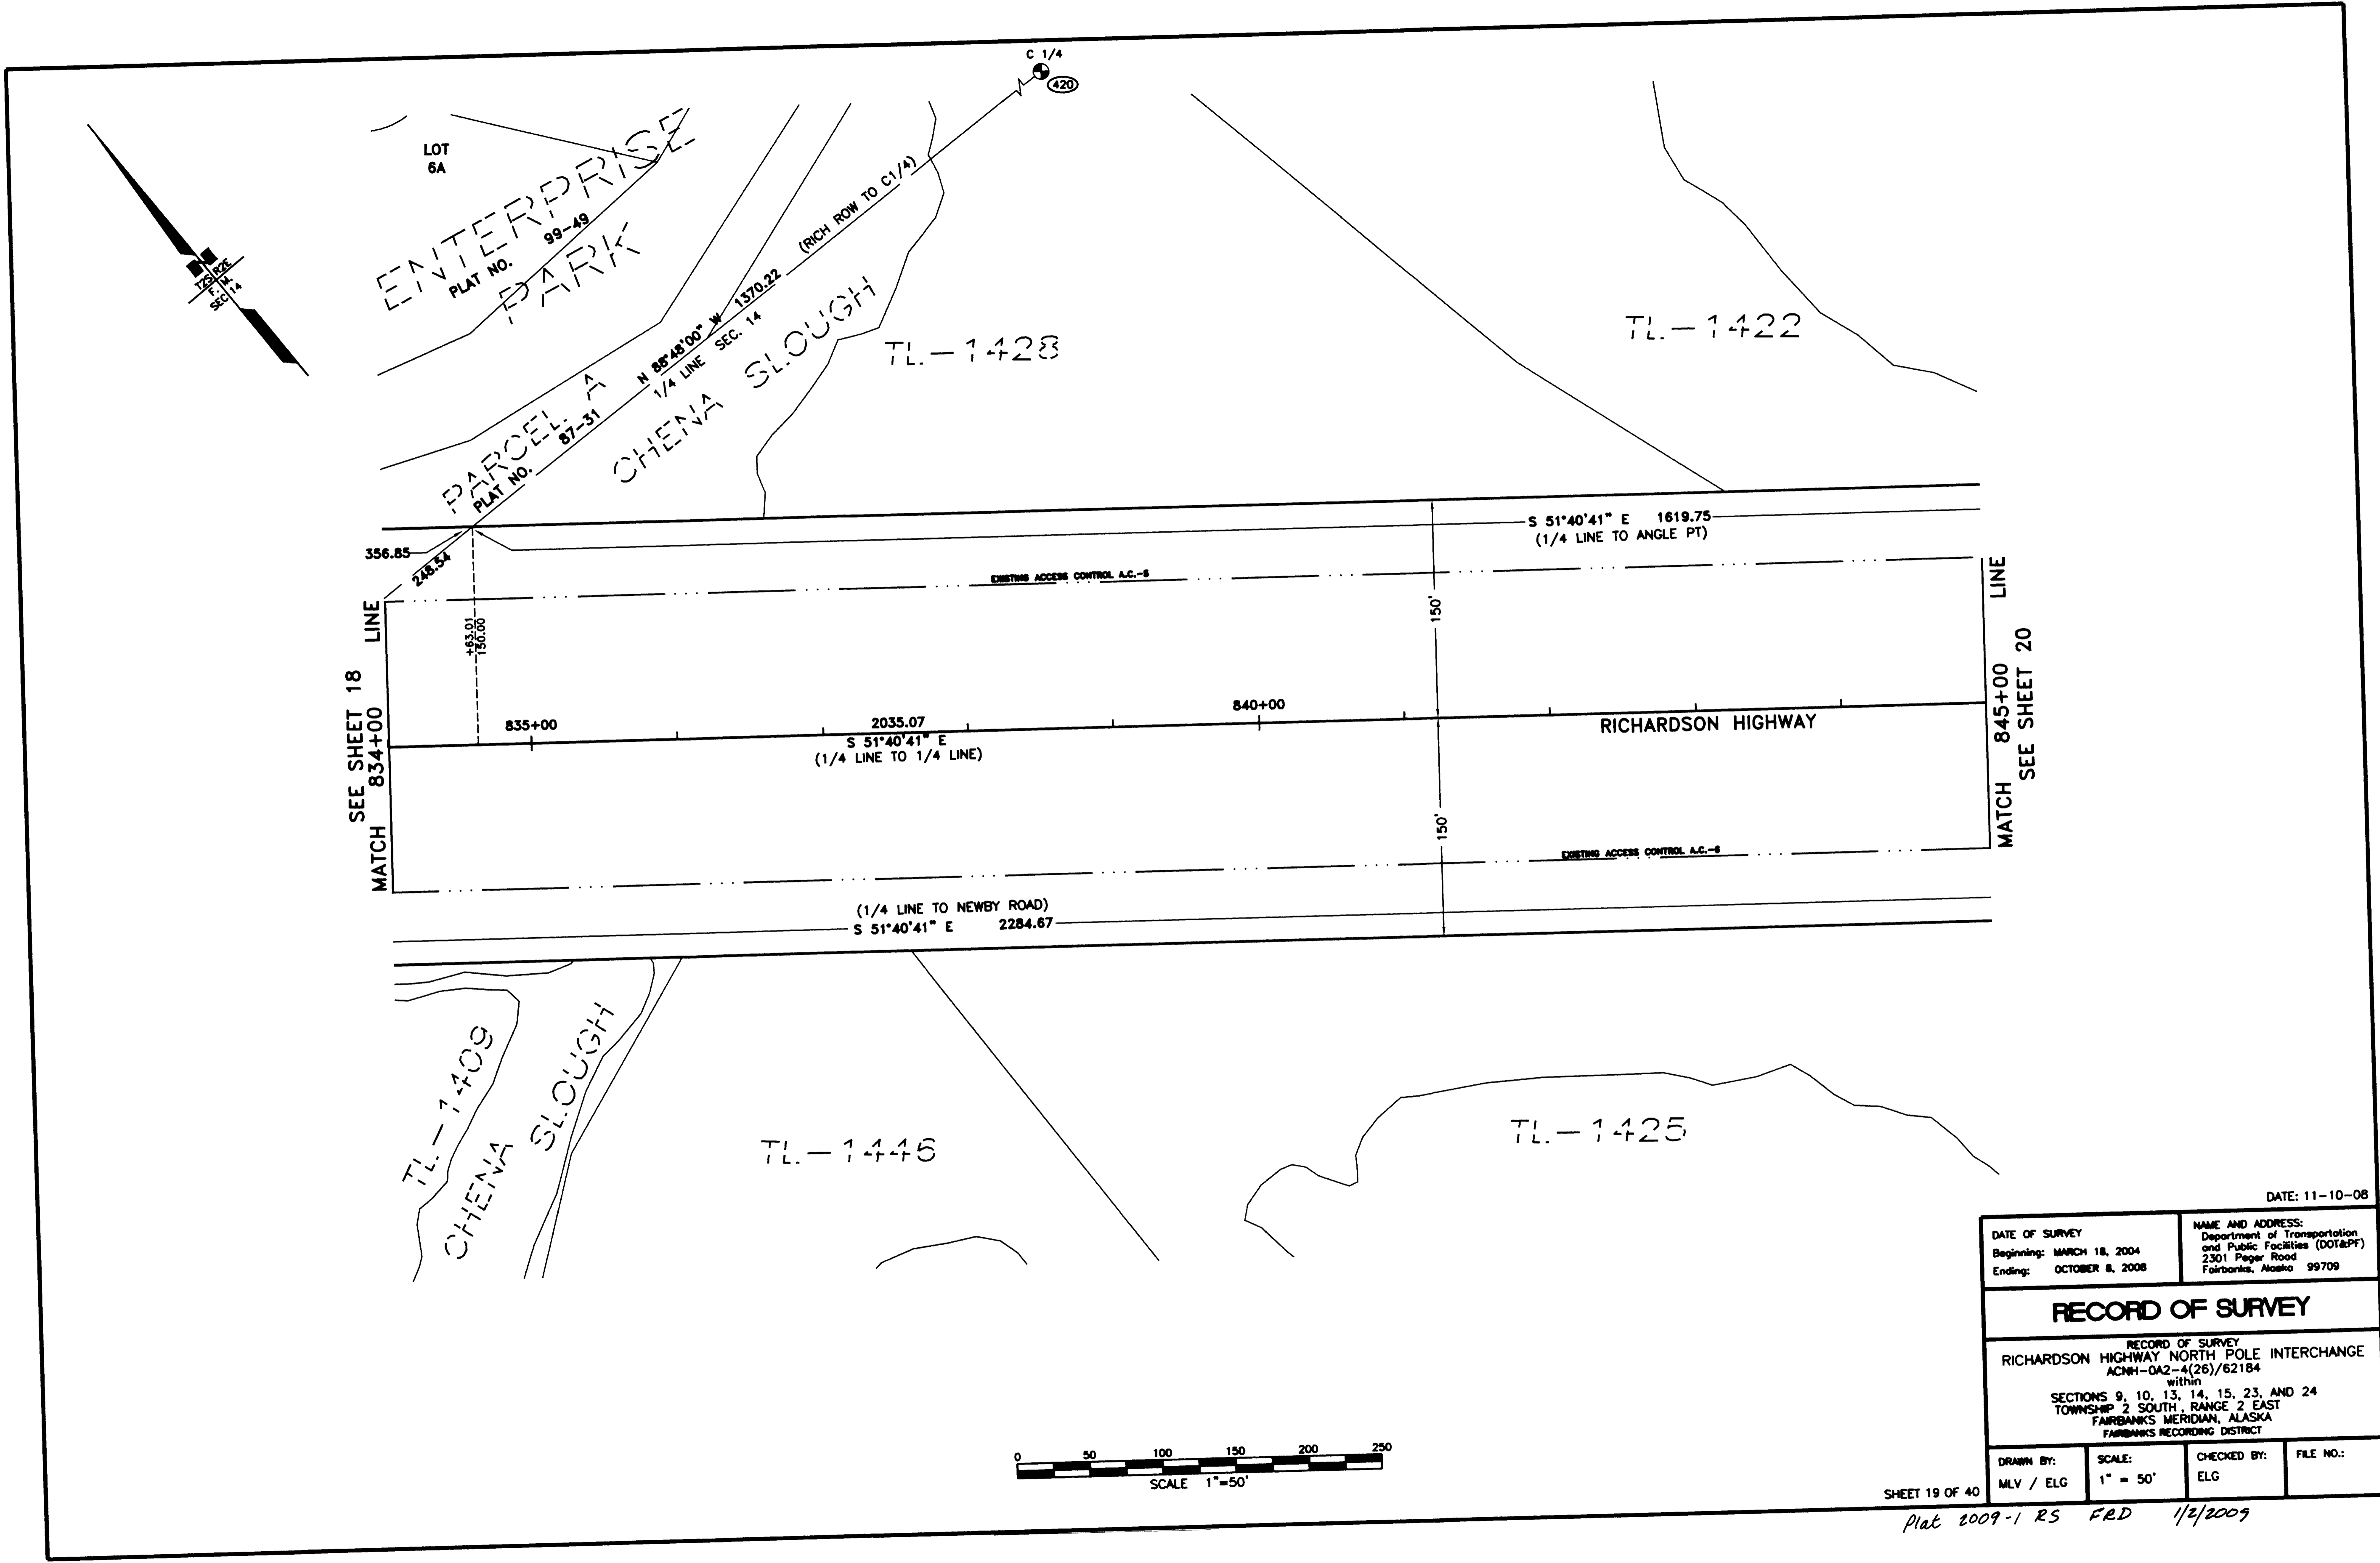 C 1/4
420
LOT
6A
ENTERPRISE
PARK
PLAT NO. 99-49
T2S R2E
F. M.
SEC 14
(RICH ROW TO C1/4)
N 88°48'00" W 1370.22
1/4 LINE SEC. 14
PARCEL A
PLAT NO. 87-31
CHENA SLOUGH
TL-1428
TL-1422
S 51°40'41" E 1619.75
(1/4 LINE TO ANGLE PT)
356.85
248.54
EXISTING ACCESS CONTROL A.C.-5
+63.01
150.00
150'
SEE SHEET 18
MATCH 834+00 LINE
MATCH 845+00 LINE
SEE SHEET 20
835+00
2035.07
840+00
S 51°40'41" E
(1/4 LINE TO 1/4 LINE)
RICHARDSON HIGHWAY
150'
EXISTING ACCESS CONTROL A.C.-6
(1/4 LINE TO NEWBY ROAD)
S 51°40'41" E 2284.67
TL-1409
CHENA SLOUGH
TL-1446
TL-1425
DATE: 11-10-08
DATE OF SURVEY
Beginning: MARCH 18, 2004
Ending: OCTOBER 8, 2008
NAME AND ADDRESS:
Department of Transportation
and Public Facilities (DOT&PF)
2301 Peger Road
Fairbanks, Alaska 99709
RECORD OF SURVEY
RECORD OF SURVEY
RICHARDSON HIGHWAY NORTH POLE INTERCHANGE
ACNH-0A2-4(26)/62184
within
SECTIONS 9, 10, 13, 14, 15, 23, AND 24
TOWNSHIP 2 SOUTH, RANGE 2 EAST
FAIRBANKS MERIDIAN, ALASKA
FAIRBANKS RECORDING DISTRICT
DRAWN BY:
MLV / ELG
SCALE:
1" = 50'
CHECKED BY:
ELG
FILE NO.:
0 50 100 150 200 250
SCALE 1"=50'
SHEET 19 OF 40
Plat 2009-1 RS FRD 1/2/2009